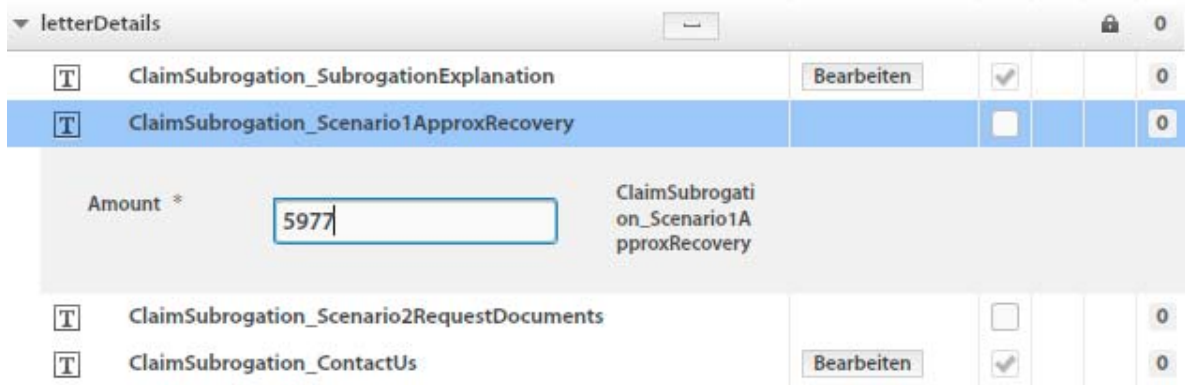 letterDetails 0
T ClaimSubrogation_SubrogationExplanation Bearbeiten 0
T ClaimSubrogation_Scenario1ApproxRecovery 0
Amount * 5977
ClaimSubrogati
on_Scenario1A
pproxRecovery
T ClaimSubrogation_Scenario2RequestDocuments 0
T ClaimSubrogation_ContactUs Bearbeiten 0